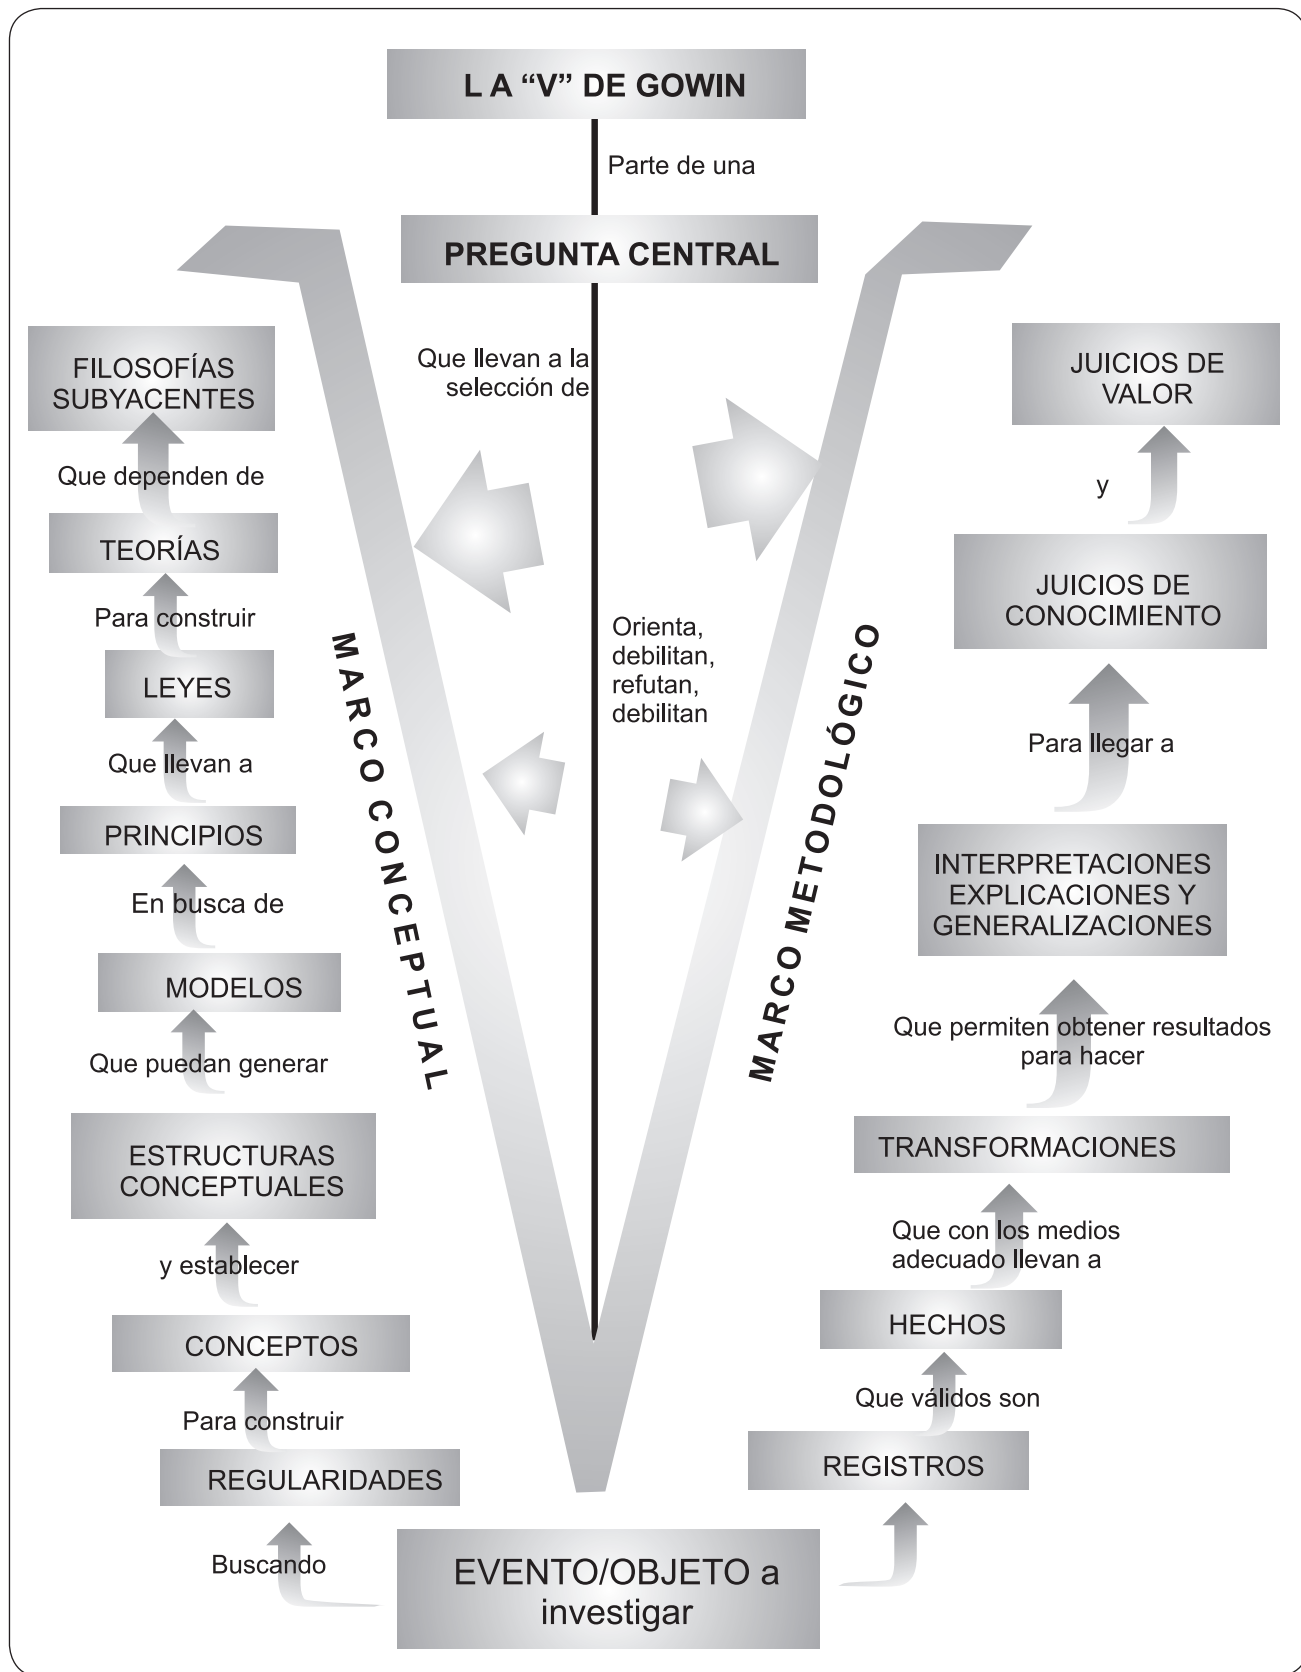 L A “V” DE GOWIN
Parte de una
PREGUNTA CENTRAL
Que llevan a la
selección de
Orienta,
debilitan,
refutan,
debilitan
MARCO CONCEPTUAL
MARCO METODOLÓGICO
FILOSOFÍAS
SUBYACENTES
Que dependen de
TEORÍAS
Para construir
LEYES
Que llevan a
PRINCIPIOS
En busca de
MODELOS
Que puedan generar
ESTRUCTURAS
CONCEPTUALES
y establecer
CONCEPTOS
Para construir
REGULARIDADES
Buscando
JUICIOS DE
VALOR
y
JUICIOS DE
CONOCIMIENTO
Para llegar a
INTERPRETACIONES
EXPLICACIONES Y
GENERALIZACIONES
Que permiten obtener resultados
para hacer
TRANSFORMACIONES
Que con los medios
adecuado llevan a
HECHOS
Que válidos son
REGISTROS
EVENTO/OBJETO a
investigar